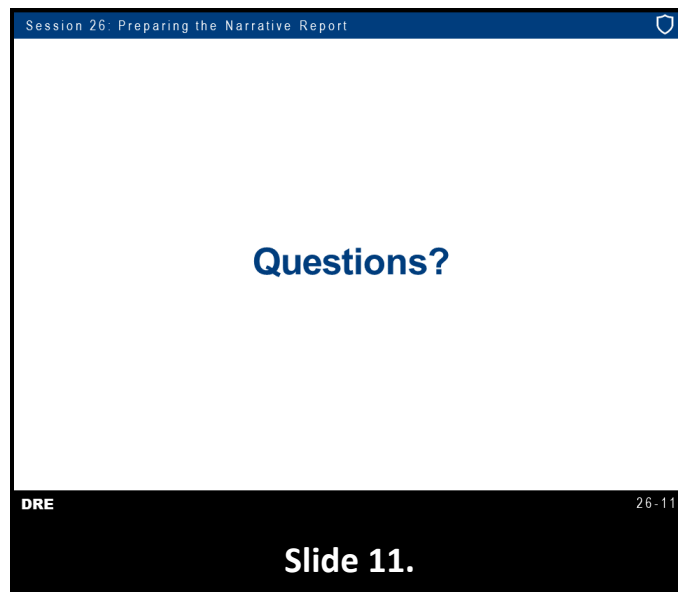 Session 26: Preparing the Narrative Report
Questions?
DRE
26-11
Slide 11.